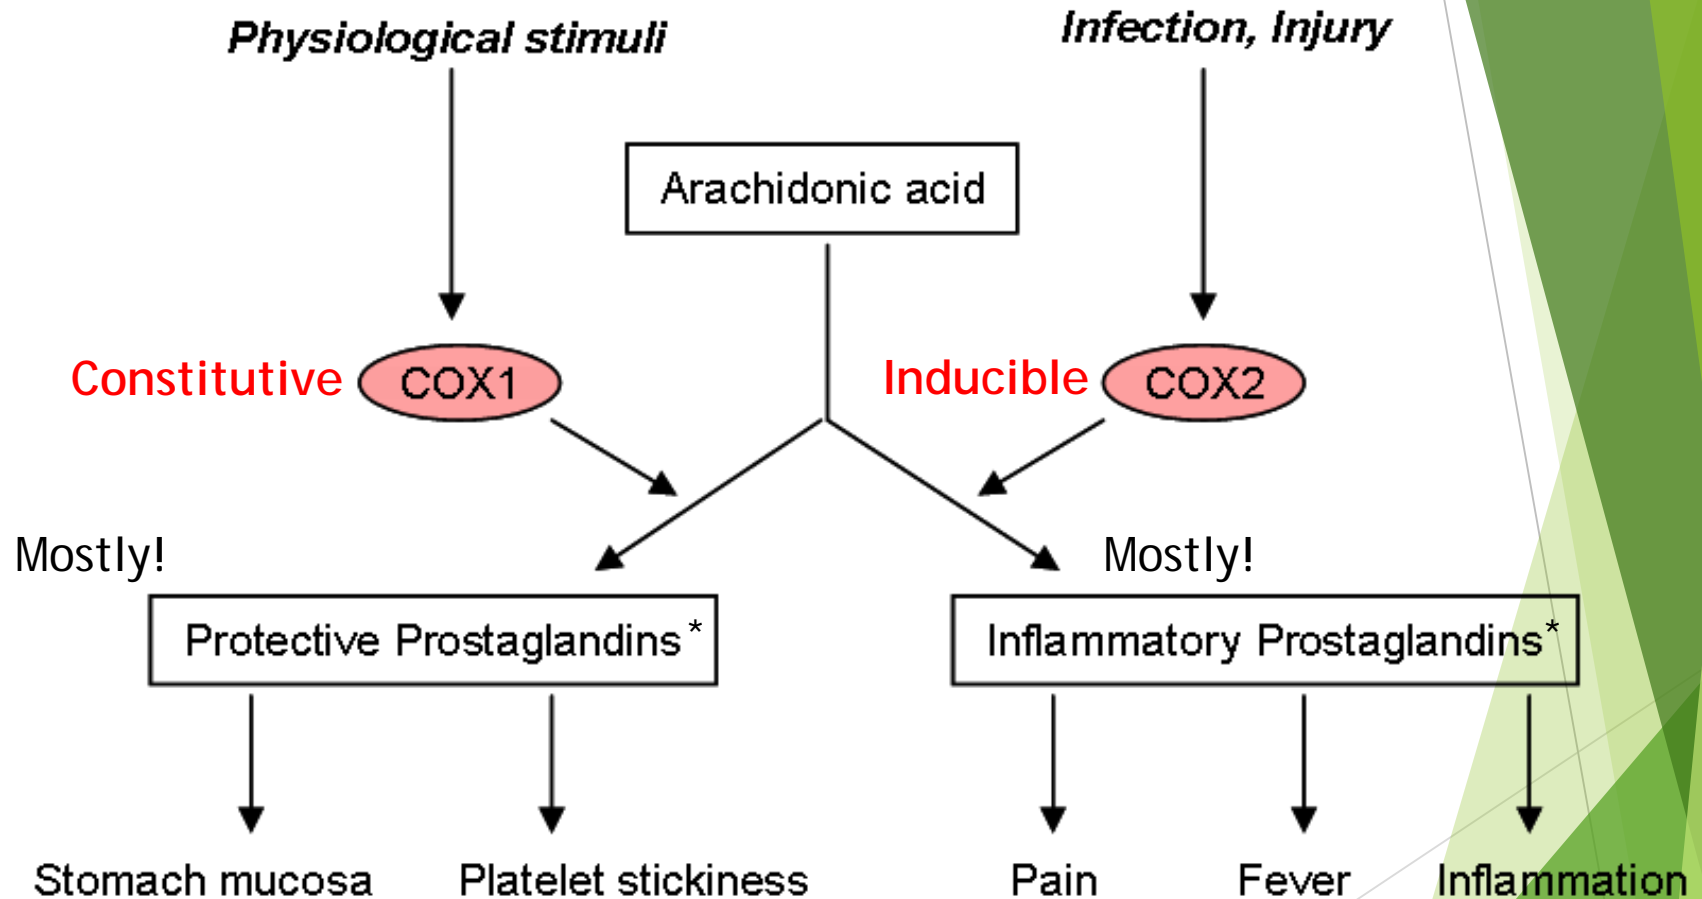 Physiological stimuli
Infection, Injury
Arachidonic acid
Constitutive
COX1
Inducible
COX2
Mostly!
Mostly!
Protective Prostaglandins*
Inflammatory Prostaglandins*
Stomach mucosa
Platelet stickiness
Pain
Fever
Inflammation